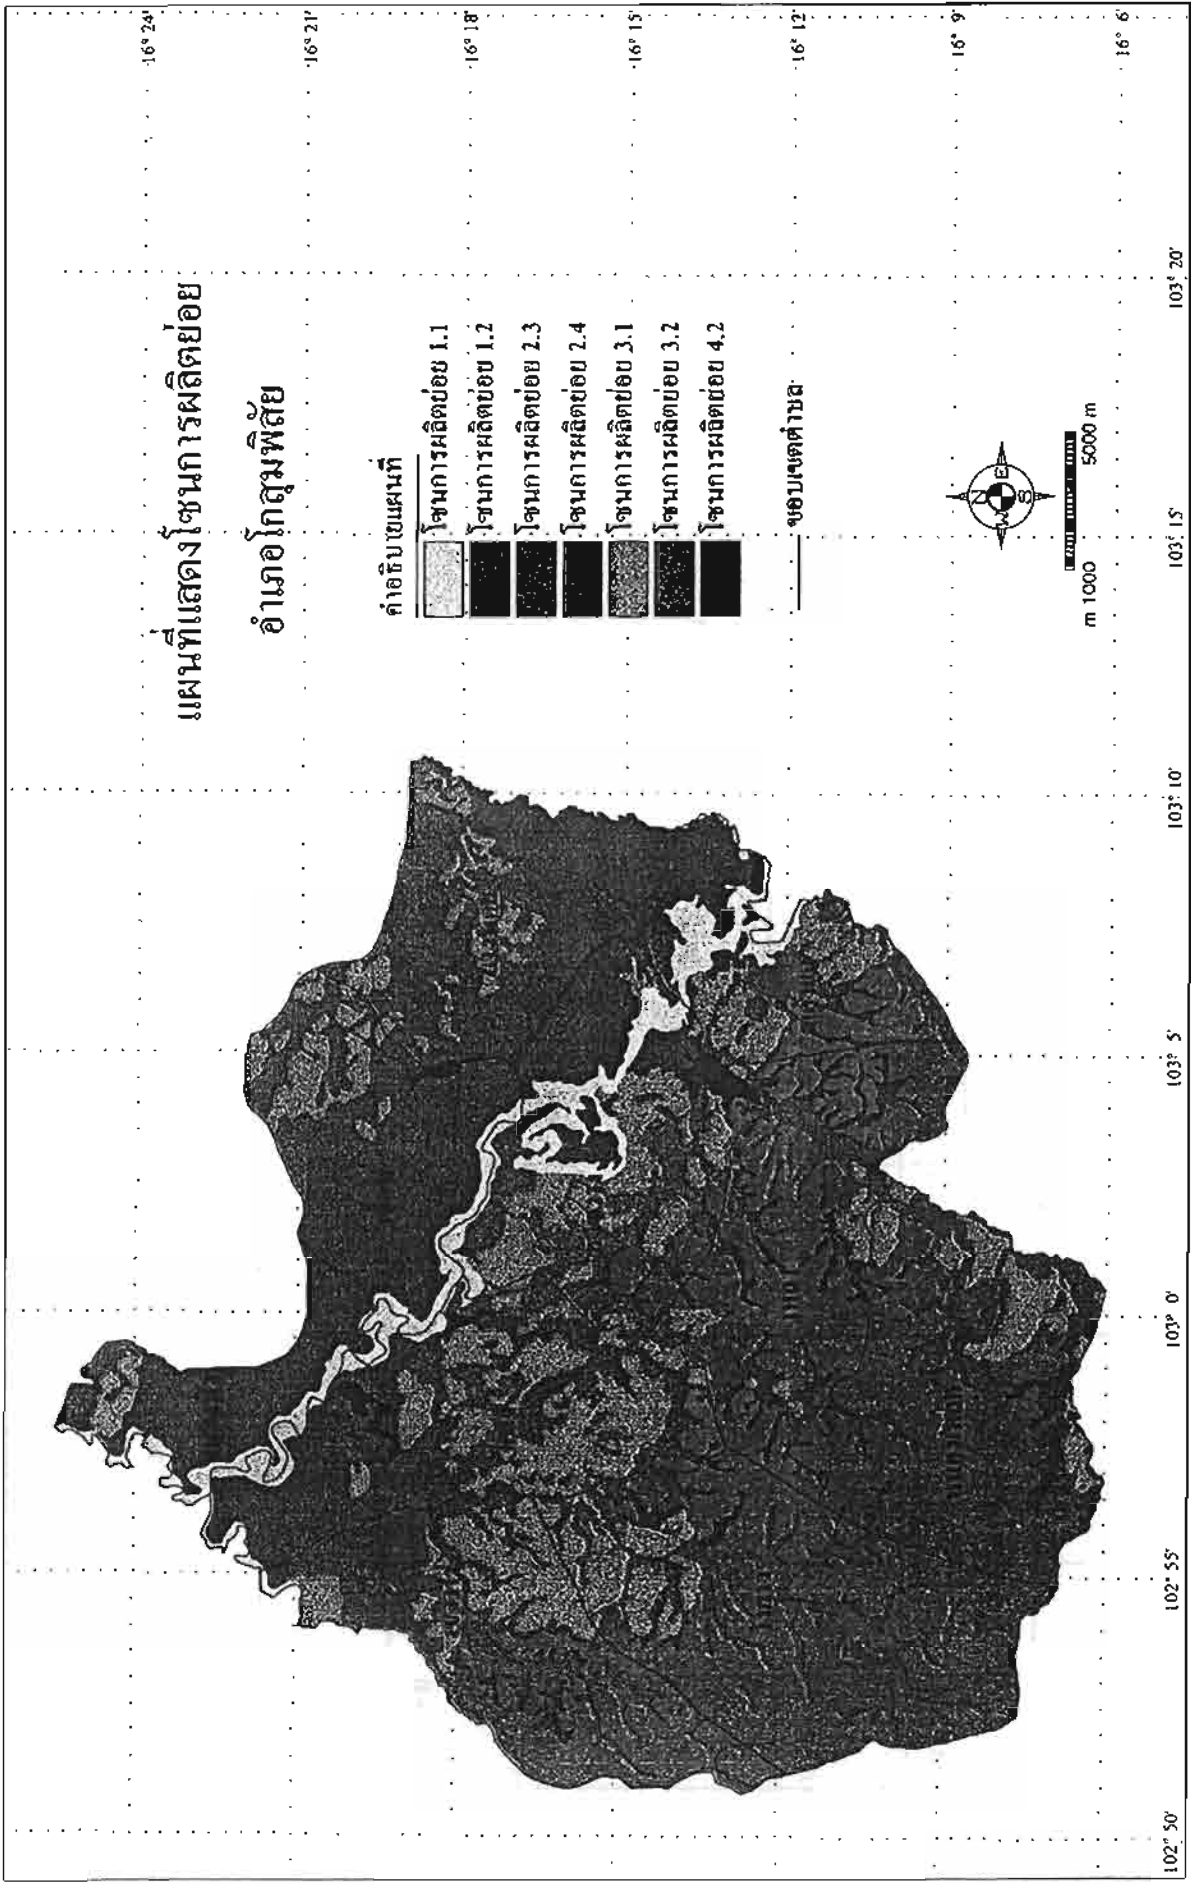 แผนที่แสดงโซนการผลิตย่อย
อำเภอโกสุมพิสัย
คำอธิบายแผนที่
โซนการผลิตย่อย 1.1
โซนการผลิตย่อย 1.2
โซนการผลิตย่อย 2.3
โซนการผลิตย่อย 2.4
โซนการผลิตย่อย 3.1
โซนการผลิตย่อย 3.2
โซนการผลิตย่อย 4.2
ขอบเขตตำบล
N
W E
S
m 1000 5000 m
16° 24'
16° 21'
16° 18'
16° 15'
16° 12'
16° 9'
16° 6'
102° 50' 102° 55' 103° 0' 103° 5' 103° 10' 103° 15' 103° 20'